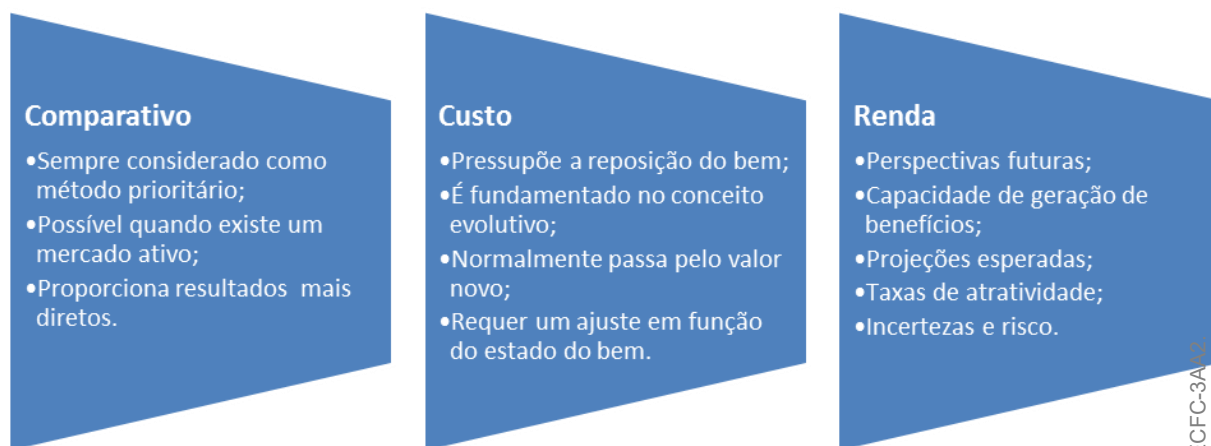 Comparativo
•Sempre considerado como
método prioritário;
•Possível quando existe um
mercado ativo;
•Proporciona resultados mais
diretos.
Custo
•Pressupõe a reposição do bem;
•É fundamentado no conceito
evolutivo;
•Normalmente passa pelo valor
novo;
•Requer um ajuste em função
do estado do bem.
Renda
•Perspectivas futuras;
•Capacidade de geração de
benefícios;
•Projeções esperadas;
•Taxas de atratividade;
•Incertezas e risco.